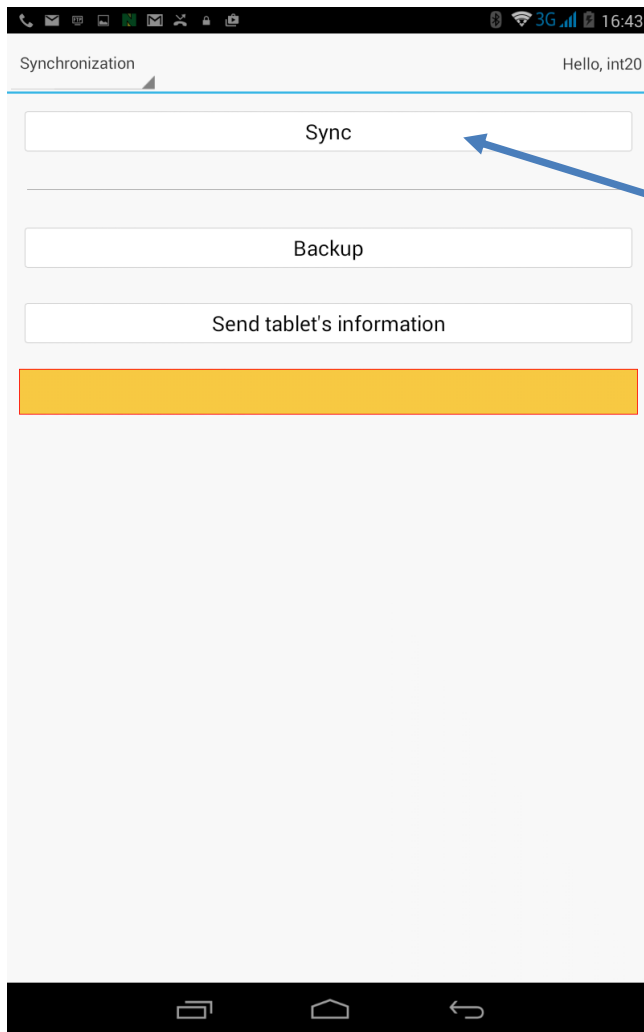 3G 16:43
Synchronization Hello, int20
Sync
Backup
Send tablet's information